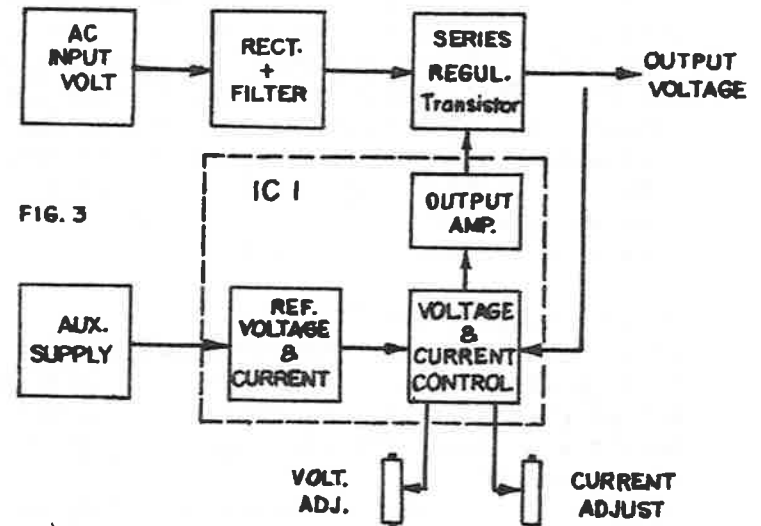 AC
INPUT
VOLT
RECT.
+
FILTER
SERIES
REGUL.
Transistor
OUTPUT
VOLTAGE
IC 1
OUTPUT
AMP.
FIG. 3
AUX.
SUPPLY
REF.
VOLTAGE
&
CURRENT
VOLTAGE
&
CURRENT
CONTROL
VOLT.
ADJ.
CURRENT
ADJUST